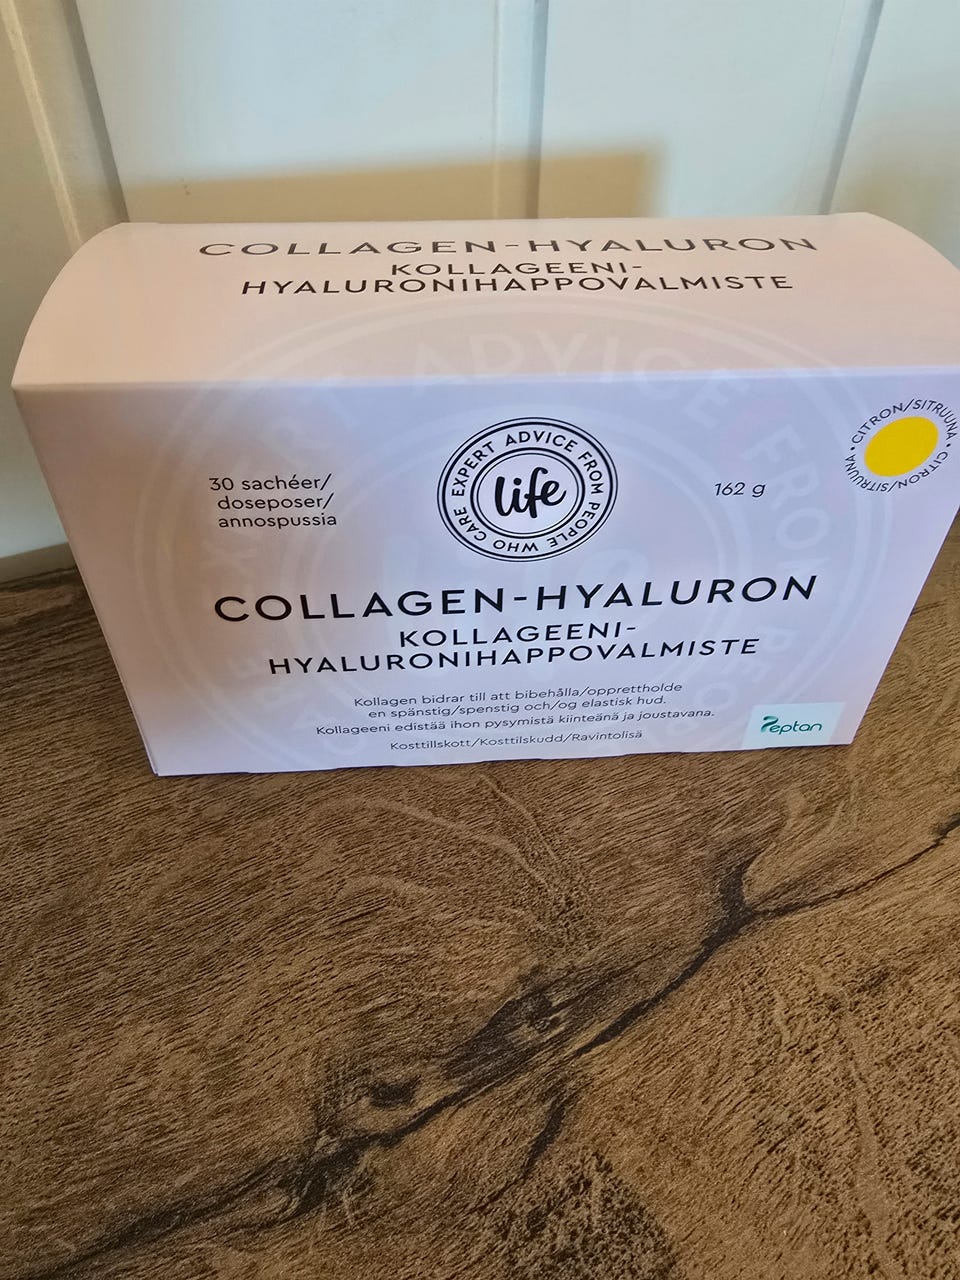 COLLAGEN-HYALURON
KOLLAGEENI-
HYALURONIHAPPOVALMISTE
CITRON/SITRUUNA • CITRON/SITRUUNA •
30 sachéer/
doseposer/
annospussia
EXPERT ADVICE FROM PEOPLE WHO CARE
life
162 g
COLLAGEN-HYALURON
KOLLAGEENI-
HYALURONIHAPPOVALMISTE
Kollagen bidrar till att bibehålla/opprettholde
en spänstig/spenstig och/og elastisk hud.
Kollageeni edistää ihon pysymistä kiinteänä ja joustavana.
Kosttillskott/Kosttilskudd/Ravintolisä
Peptan